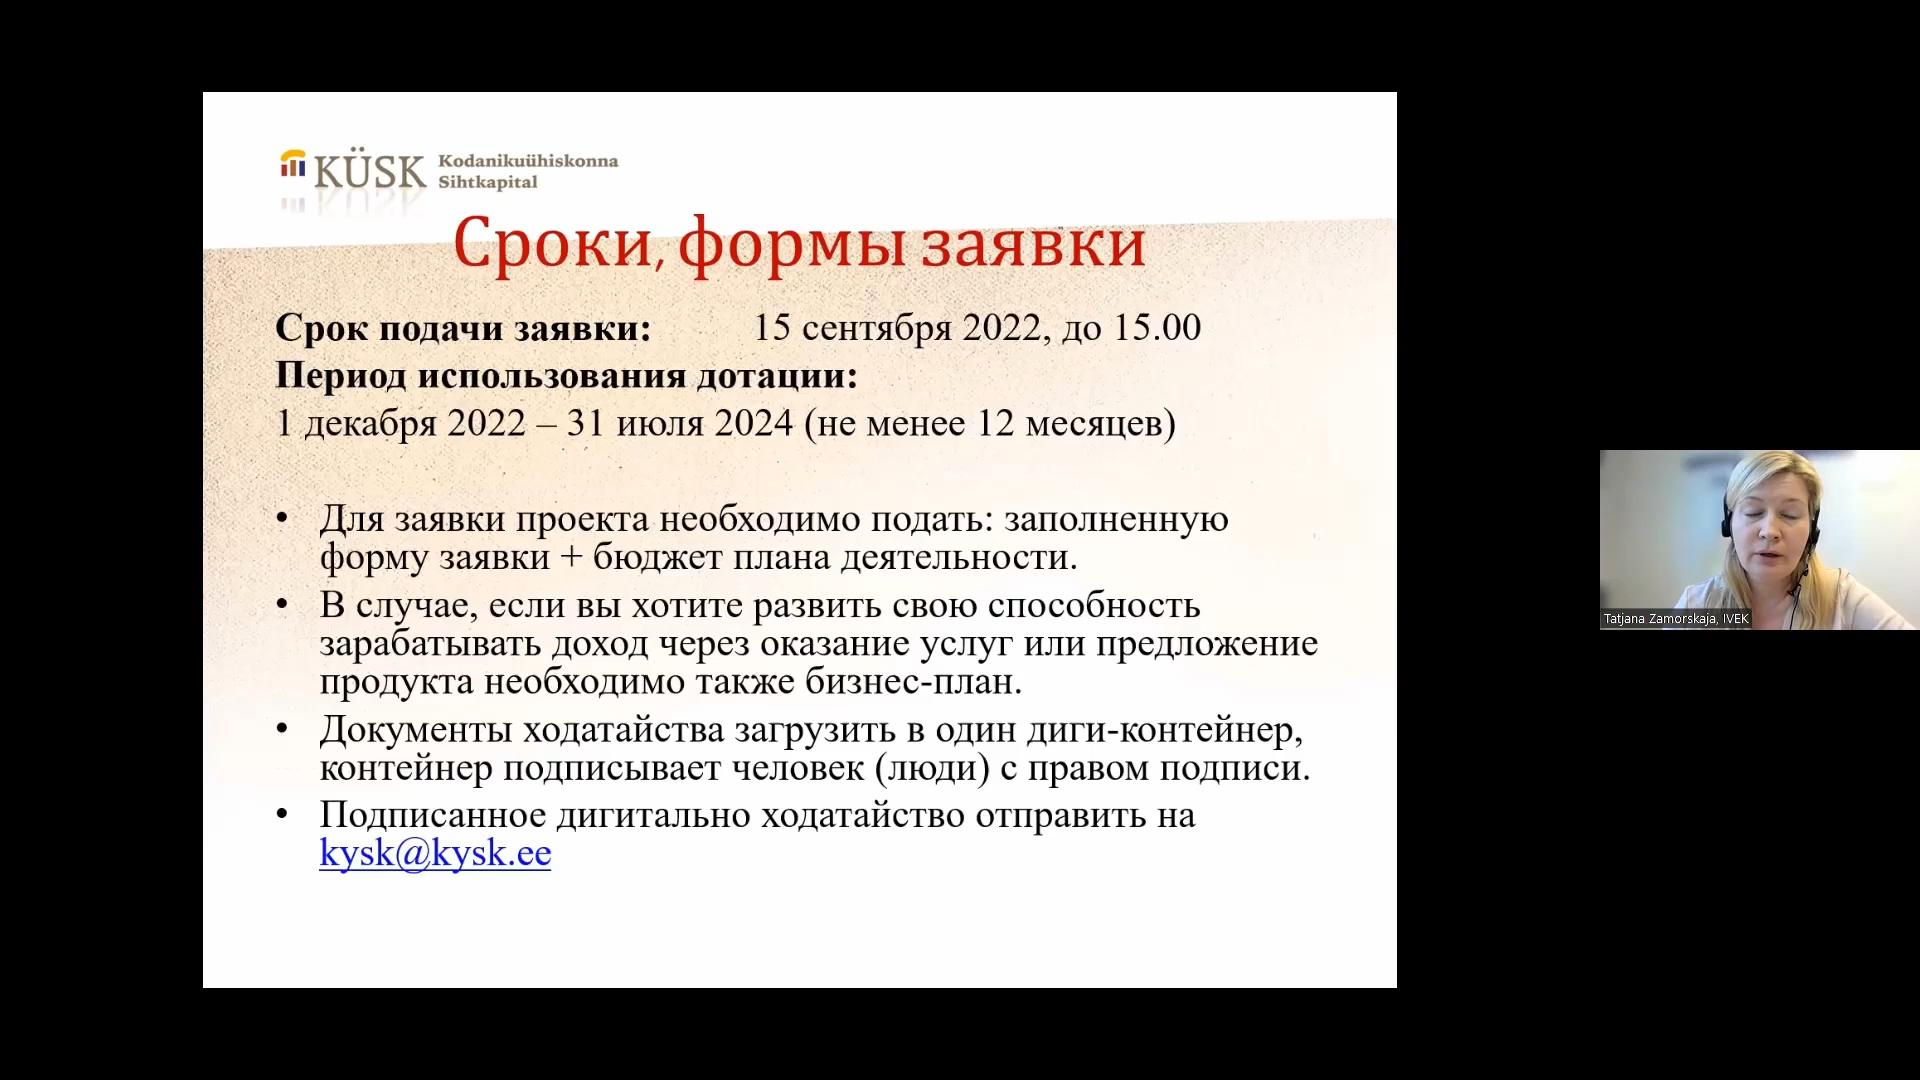 KÜSK Kodanikuühiskonna
Sihtkapital
Сроки, формы заявки
Срок подачи заявки: 15 сентября 2022, до 15.00
Период использования дотации:
1 декабря 2022 – 31 июля 2024 (не менее 12 месяцев)
• Для заявки проекта необходимо подать: заполненную
форму заявки + бюджет плана деятельности.
• В случае, если вы хотите развить свою способность
зарабатывать доход через оказание услуг или предложение
продукта необходимо также бизнес-план.
• Документы ходатайства загрузить в один диги-контейнер,
контейнер подписывает человек (люди) с правом подписи.
• Подписанное дигитально ходатайство отправить на
kysk@kysk.ee
Tatjana Zamorskaja, IVEK